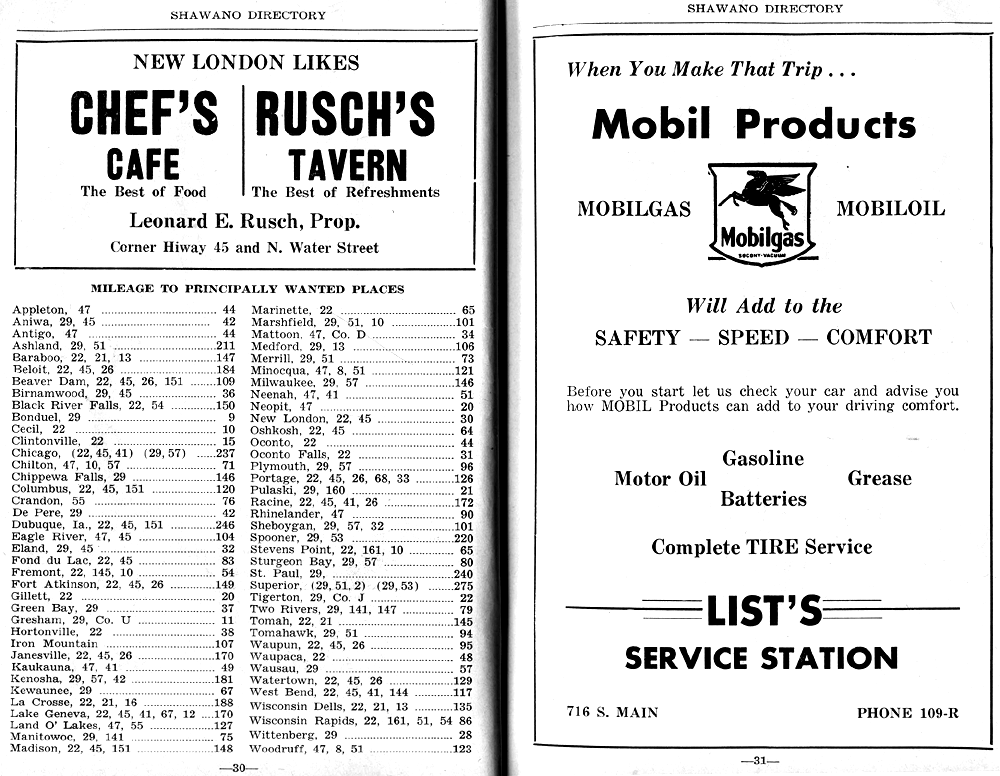 SHAWANO DIRECTORY
NEW LONDON LIKES
CHEF'S
CAFE
The Best of Food
RUSCH'S
TAVERN
The Best of Refreshments
Leonard E. Rusch, Prop.
Corner Hiway 45 and N. Water Street
MILEAGE TO PRINCIPALLY WANTED PLACES
Appleton, 47 44
Aniwa, 29, 45 42
Antigo, 47 44
Ashland, 29, 51 211
Baraboo, 22, 21, 13 147
Beloit, 22, 45, 26 184
Beaver Dam, 22, 45, 26, 151 109
Birnamwood, 29, 45 36
Black River Falls, 22, 54 150
Bonduel, 29 9
Cecil, 22 10
Clintonville, 22 15
Chicago, (22, 45, 41) (29, 57) 237
Chilton, 47, 10, 57 71
Chippewa Falls, 29 146
Columbus, 22, 45, 151 120
Crandon, 55 76
De Pere, 29 42
Dubuque, Ia., 22, 45, 151 246
Eagle River, 47, 45 104
Eland, 29, 45 32
Fond du Lac, 22, 45 83
Fremont, 22, 145, 10 54
Fort Atkinson, 22, 45, 26 149
Gillett, 22 20
Green Bay, 29 37
Gresham, 29, Co. U 11
Hortonville, 22 38
Iron Mountain 107
Janesville, 22, 45, 26 170
Kaukauna, 47, 41 49
Kenosha, 29, 57, 42 181
Kewaunee, 29 67
La Crosse, 22, 21, 16 188
Lake Geneva, 22, 45, 41, 67, 12 170
Land O' Lakes, 47, 55 127
Manitowoc, 29, 141 75
Madison, 22, 45, 151 148
Marinette, 22 65
Marshfield, 29, 51, 10 101
Mattoon, 47, Co. D 34
Medford, 29, 13 106
Merrill, 29, 51 73
Minocqua, 47, 8, 51 121
Milwaukee, 29, 57 146
Neenah, 47, 41 51
Neopit, 47 20
New London, 22, 45 30
Oshkosh, 22, 45 64
Oconto, 22 44
Oconto Falls, 22 31
Plymouth, 29, 57 96
Portage, 22, 45, 26, 68, 33 126
Pulaski, 29, 160 21
Racine, 22, 45, 41, 26 172
Rhinelander, 47 90
Sheboygan, 29, 57, 32 101
Spooner, 29, 53 220
Stevens Point, 22, 161, 10 65
Sturgeon Bay, 29, 57 80
St. Paul, 29, 240
Superior, (29, 51, 2) (29, 53) 275
Tigerton, 29, Co. J 22
Two Rivers, 29, 141, 147 79
Tomah, 22, 21 145
Tomahawk, 29, 51 94
Waupun, 22, 45, 26 95
Waupaca, 22 48
Wausau, 29 57
Watertown, 22, 45, 26 129
West Bend, 22, 45, 41, 144 117
Wisconsin Dells, 22, 21, 13 135
Wisconsin Rapids, 22, 161, 51, 54 86
Wittenberg, 29 28
Woodruff, 47, 8, 51 123
—30—
SHAWANO DIRECTORY
When You Make That Trip . . .
Mobil Products
MOBILGAS
Mobilgas
SOCONY-VACUUM
MOBILOIL
Will Add to the
SAFETY — SPEED — COMFORT
Before you start let us check your car and advise you
how MOBIL Products can add to your driving comfort.
Gasoline
Motor Oil Grease
Batteries
Complete TIRE Service
LIST'S
SERVICE STATION
716 S. MAIN PHONE 109-R
—31—